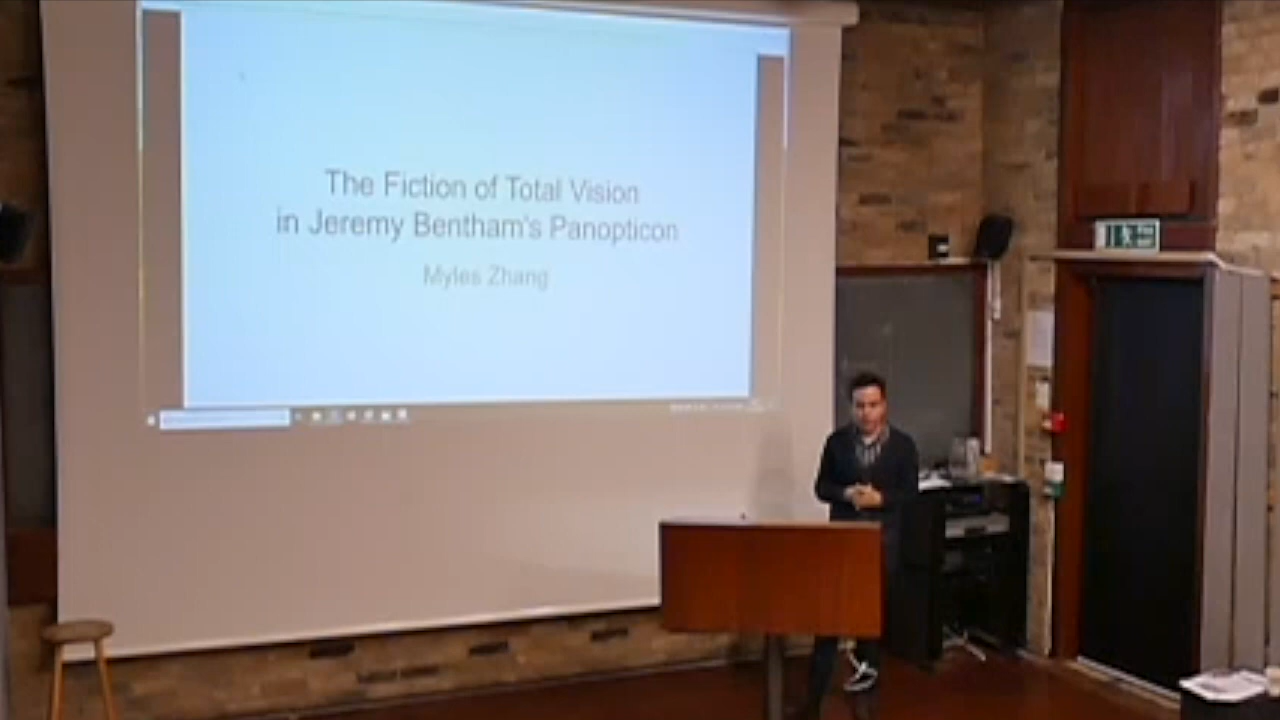 The Fiction of Total Vision
in Jeremy Bentham's Panopticon
Myles Zhang